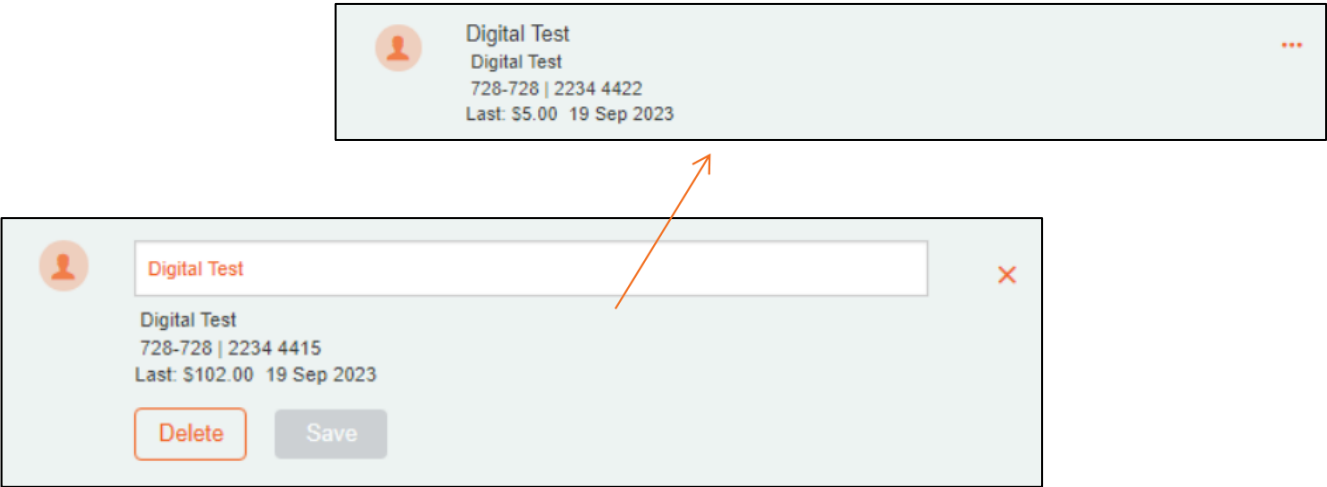 Digital Test
Digital Test
728-728 | 2234 4422
Last: $5.00 19 Sep 2023
Digital Test
Digital Test
728-728 | 2234 4415
Last: $102.00 19 Sep 2023
Delete Save